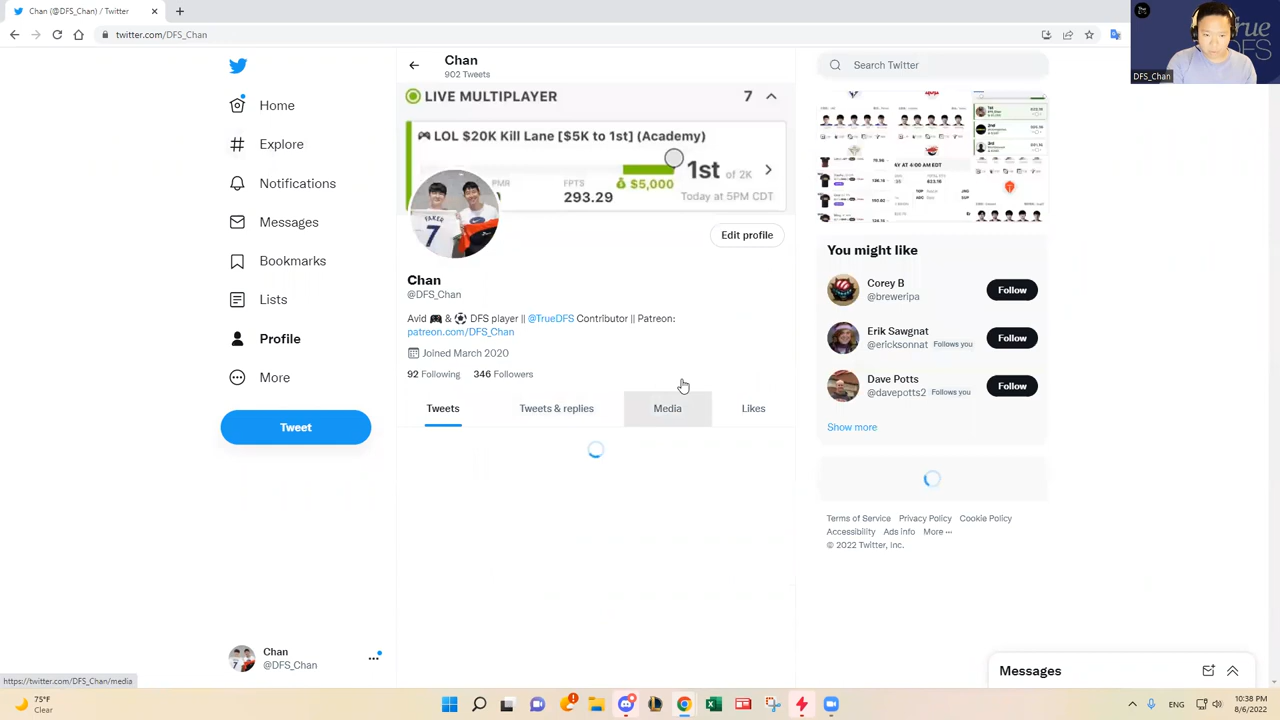 Chan (@DFS_Chan) / Twitter
twitter.com/DFS_Chan
DFS_Chan
Home
Explore
Notifications
Messages
Bookmarks
Lists
Profile
More
Tweet
Chan
@DFS_Chan
Chan
902 Tweets
LIVE MULTIPLAYER 7
LOL $20K Kill Lane [$5K to 1st] (Academy)
PMR
FPTS
293.29
$5,000
1st of 2K
Today at 5PM CDT
FAKER
7
Edit profile
Chan
@DFS_Chan
Avid & DFS player || @TrueDFS Contributor || Patreon:
patreon.com/DFS_Chan
Joined March 2020
92 Following 346 Followers
Tweets Tweets & replies Media Likes
Search Twitter
You might like
Corey B
@breweripa
Follow
Erik Sawgnat
@ericksonnat Follows you
Follow
Dave Potts
@davepotts2 Follows you
Follow
Show more
Terms of Service Privacy Policy Cookie Policy
Accessibility Ads info More ···
© 2022 Twitter, Inc.
Messages
https://twitter.com/DFS_Chan/media
75°F
Clear
ENG
10:38 PM
8/6/2022